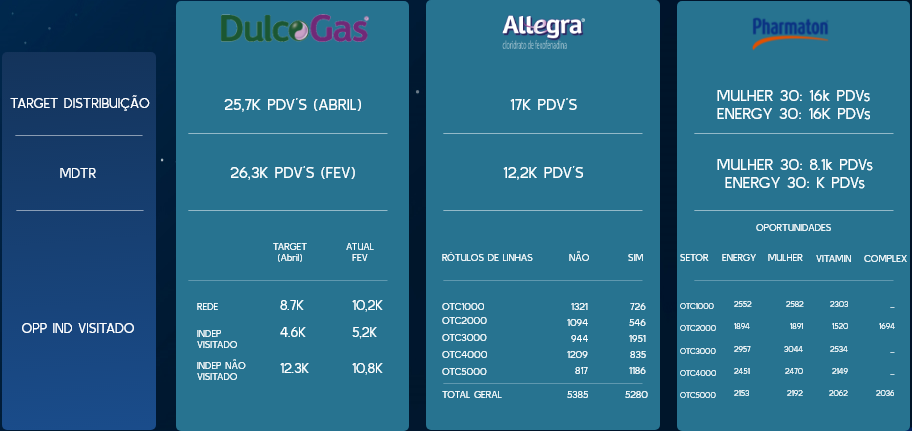 TARGET DISTRIBUIÇÃO
MDTR
OPP IND VISITADO
DulcoGas®
25,7K PDV´S (ABRIL)
26,3K PDV´S (FEV)
TARGET (Abril) ATUAL FEV
REDE 8.7K 10,2K
INDEP VISITADO 4.6K 5,2K
INDEP NÃO VISITADO 12.3K 10,8K
Allegra®
cloridrato de fexofenadina
17K PDV´S
12,2K PDV´S
RÓTULOS DE LINHAS NÃO SIM
OTC1000 1321 726
OTC2000 1094 546
OTC3000 944 1951
OTC4000 1209 835
OTC5000 817 1186
TOTAL GERAL 5385 5280
Pharmaton
MULHER 30: 16k PDVs
ENERGY 30: 16K PDVs
MULHER 30: 8.1k PDVs
ENERGY 30: K PDVs
OPORTUNIDADES
SETOR ENERGY MULHER VITAMIN COMPLEX
OTC1000 2552 2582 2303 _
OTC2000 1894 1891 1520 1694
OTC3000 2957 3044 2534 _
OTC4000 2451 2470 2149 _
OTC5000 2153 2192 2062 2036